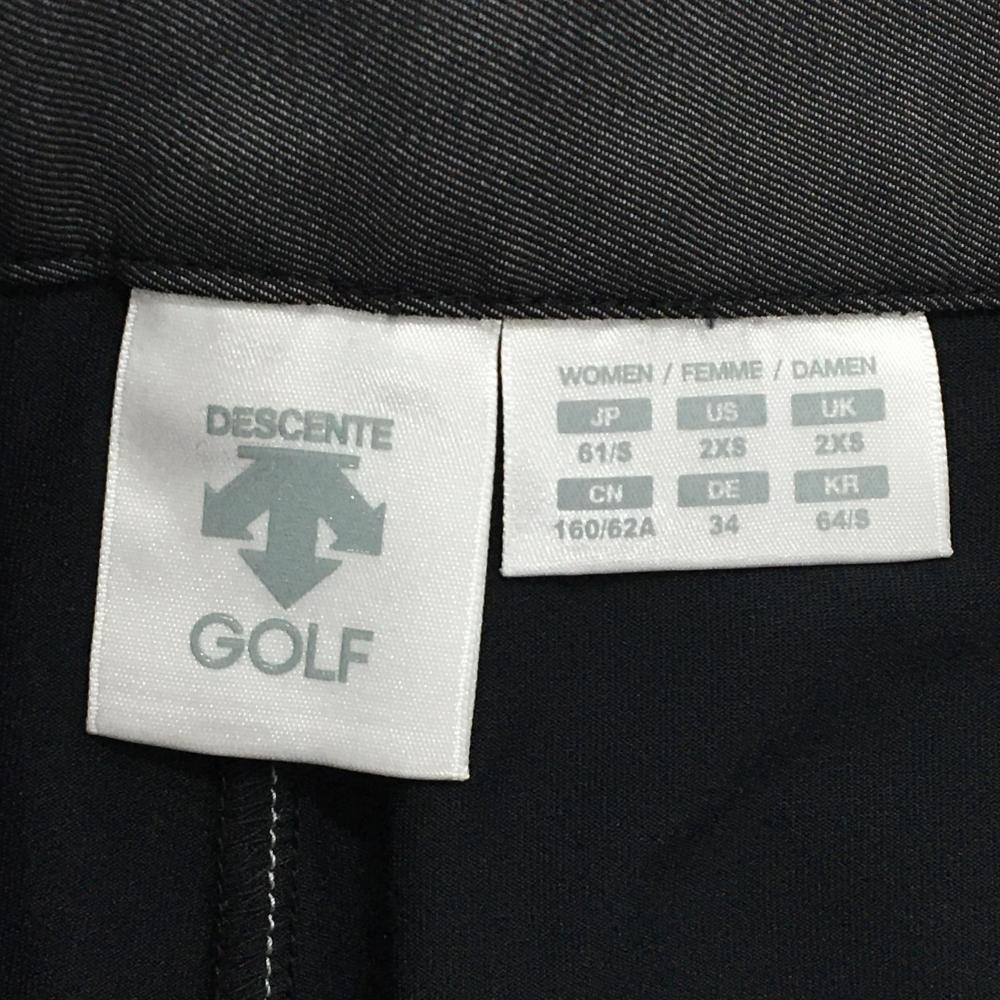 DESCENTE
GOLF
WOMEN / FEMME / DAMEN
JP US UK
61/S 2XS 2XS
CN DE KR
160/62A 34 64/S